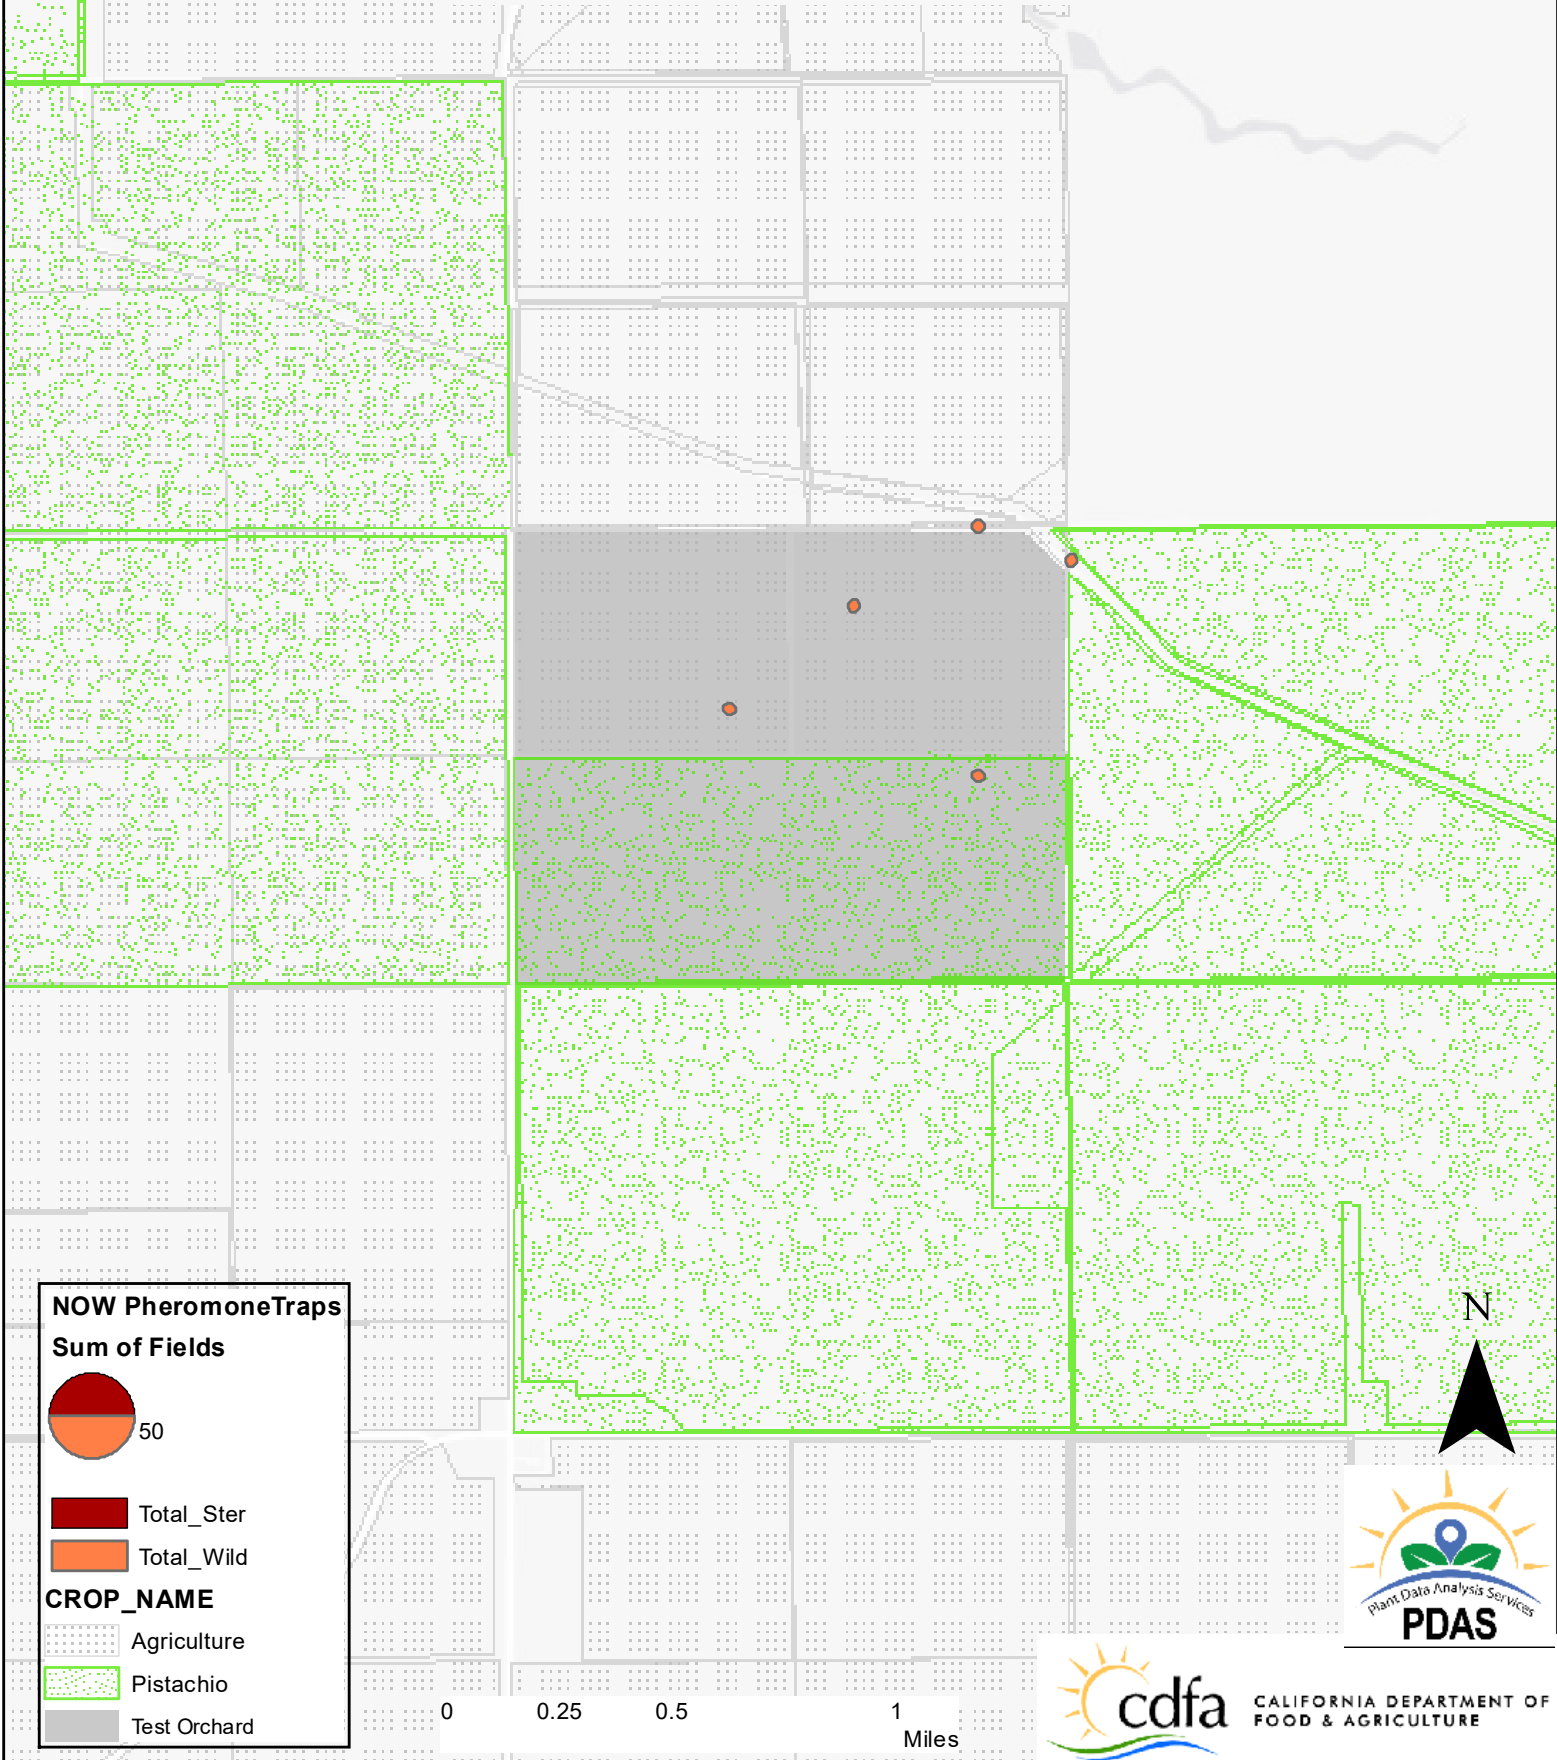 NOW PheromoneTraps
Sum of Fields
50
Total_Ster
Total_Wild
CROP_NAME
Agriculture
Pistachio
Test Orchard
0 0.25 0.5 1
Miles
N
Plant Data Analysis Services
PDAS
cdfa
CALIFORNIA DEPARTMENT OF
FOOD & AGRICULTURE